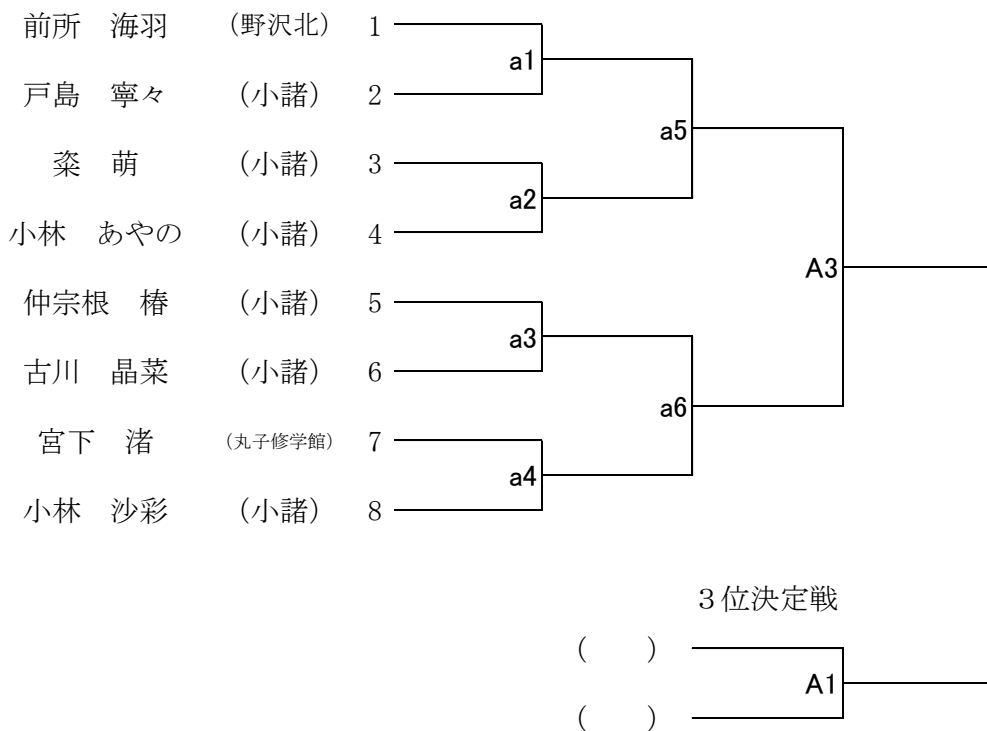 前所　海羽　（野沢北）　1
a1
戸島　寧々　（小諸）　2
a5
粢　萌　（小諸）　3
a2
小林　あやの　（小諸）　4
A3
仲宗根　椿　（小諸）　5
a3
古川　晶菜　（小諸）　6
a6
宮下　渚　（丸子修学館）　7
a4
小林　沙彩　（小諸）　8
３位決定戦
（　　）
A1
（　　）